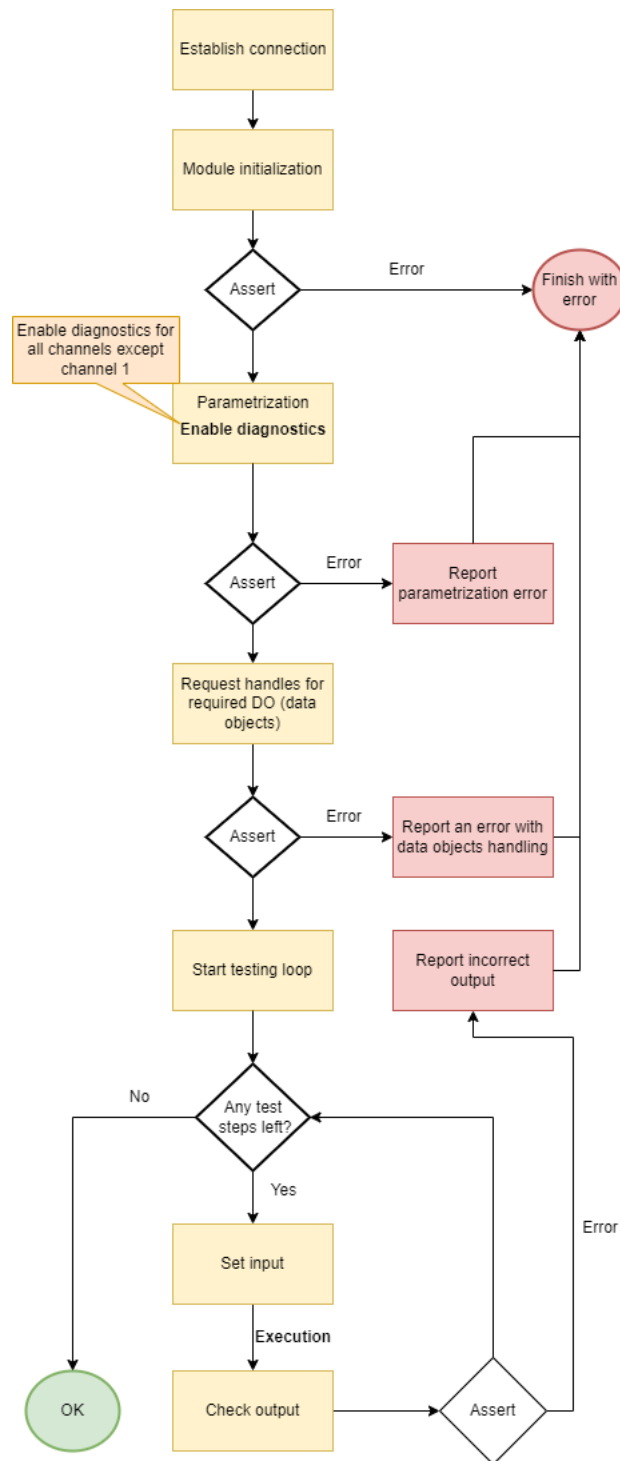 Establish connection
Module initialization
Assert
Error
Finish with
error
Enable diagnostics for
all channels except
channel 1
Parametrization
Enable diagnostics
Assert
Error
Report
parametrization error
Request handles for
required DO (data
objects)
Assert
Error
Report an error with
data objects handling
Start testing loop
Report incorrect
output
No
Any test
steps left?
Yes
Error
Set input
Execution
OK
Check output
Assert